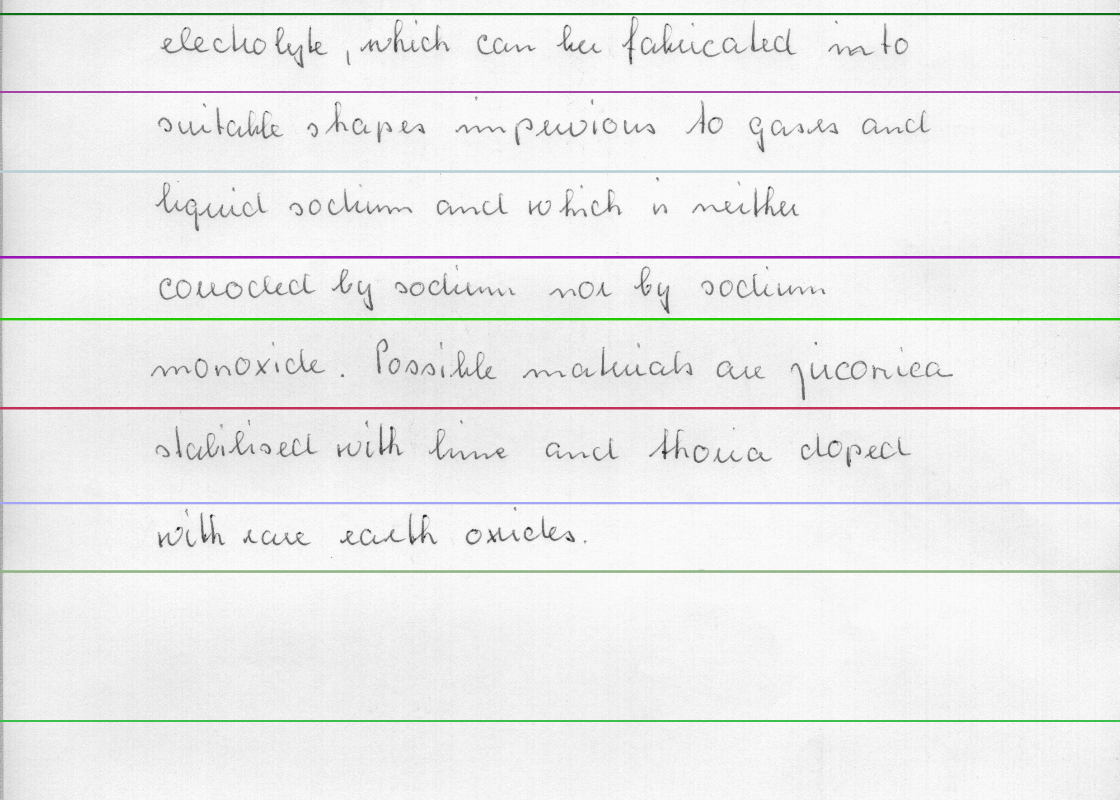 electrolyte, which can be fabricated into
suitable shapes impervious to gases and
liquid sodium and which is neither
corroded by sodium nor by sodium
monoxide. Possible materials are zirconica
stabilised with lime and thoria doped
with rare earth oxides.